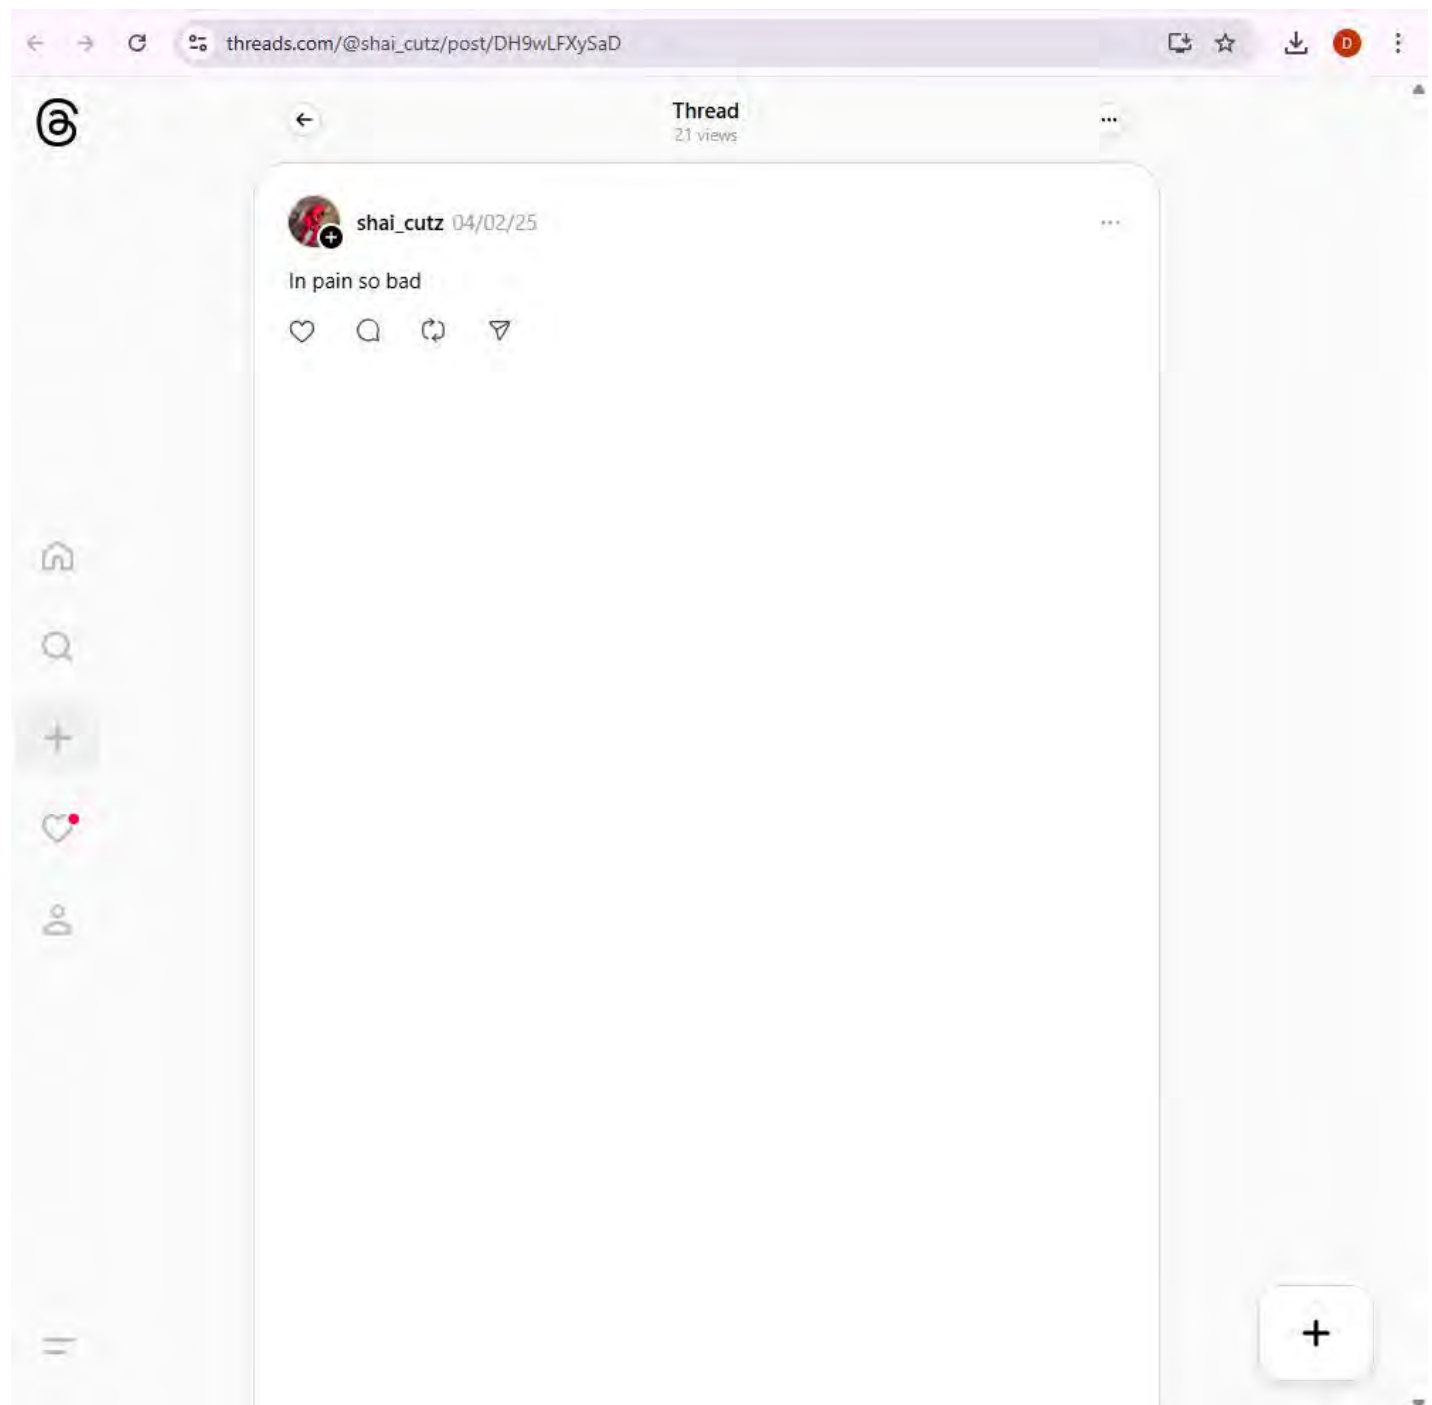 threads.com/@shai_cutz/post/DH9wLFXySaD
D
Thread
21 views
shai_cutz 04/02/25
In pain so bad